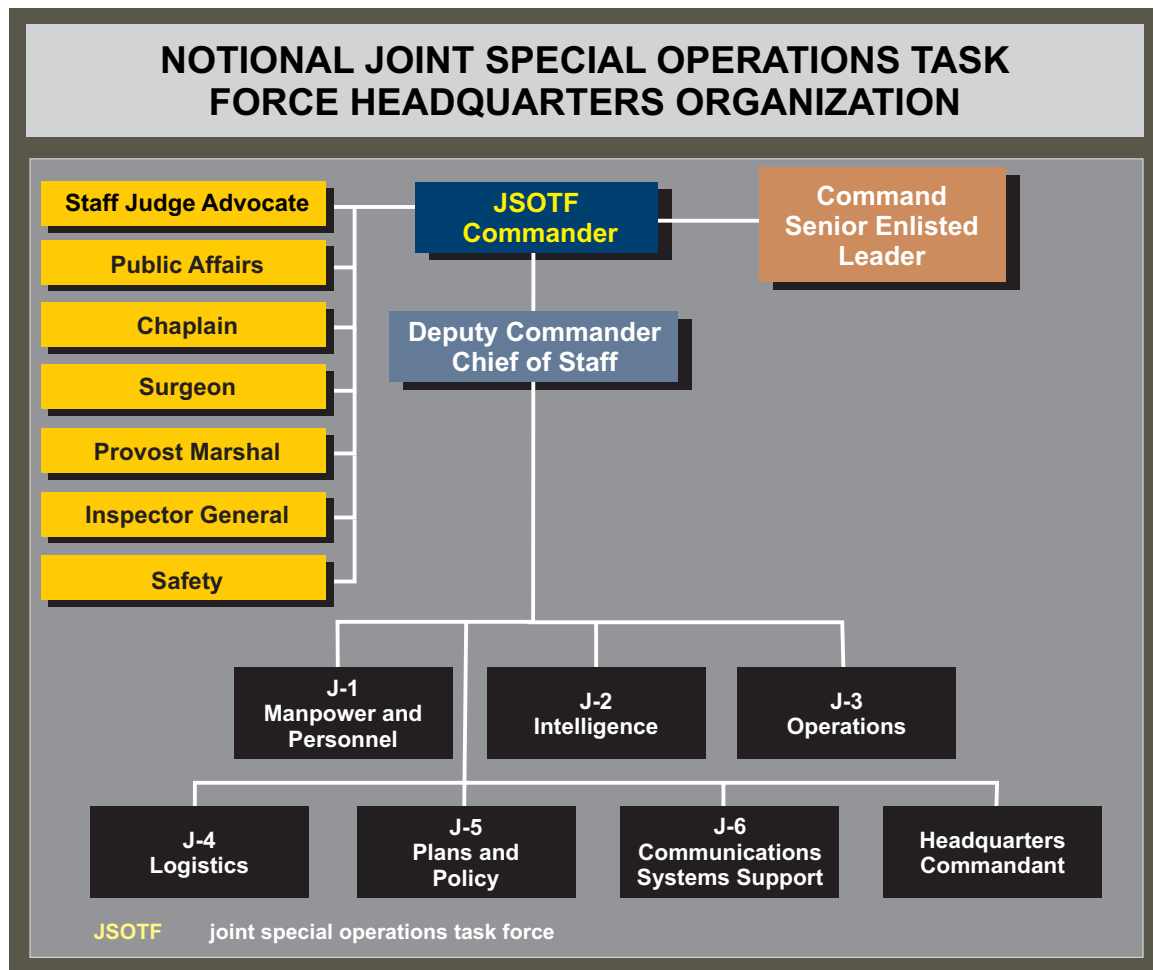 NOTIONAL JOINT SPECIAL OPERATIONS TASK
FORCE HEADQUARTERS ORGANIZATION
Staff Judge Advocate
Public Affairs
Chaplain
Surgeon
Provost Marshal
Inspector General
Safety
JSOTF
Commander
Command
Senior Enlisted
Leader
Deputy Commander
Chief of Staff
J-1
Manpower and
Personnel
J-2
Intelligence
J-3
Operations
J-4
Logistics
J-5
Plans and
Policy
J-6
Communications
Systems Support
Headquarters
Commandant
JSOTF joint special operations task force